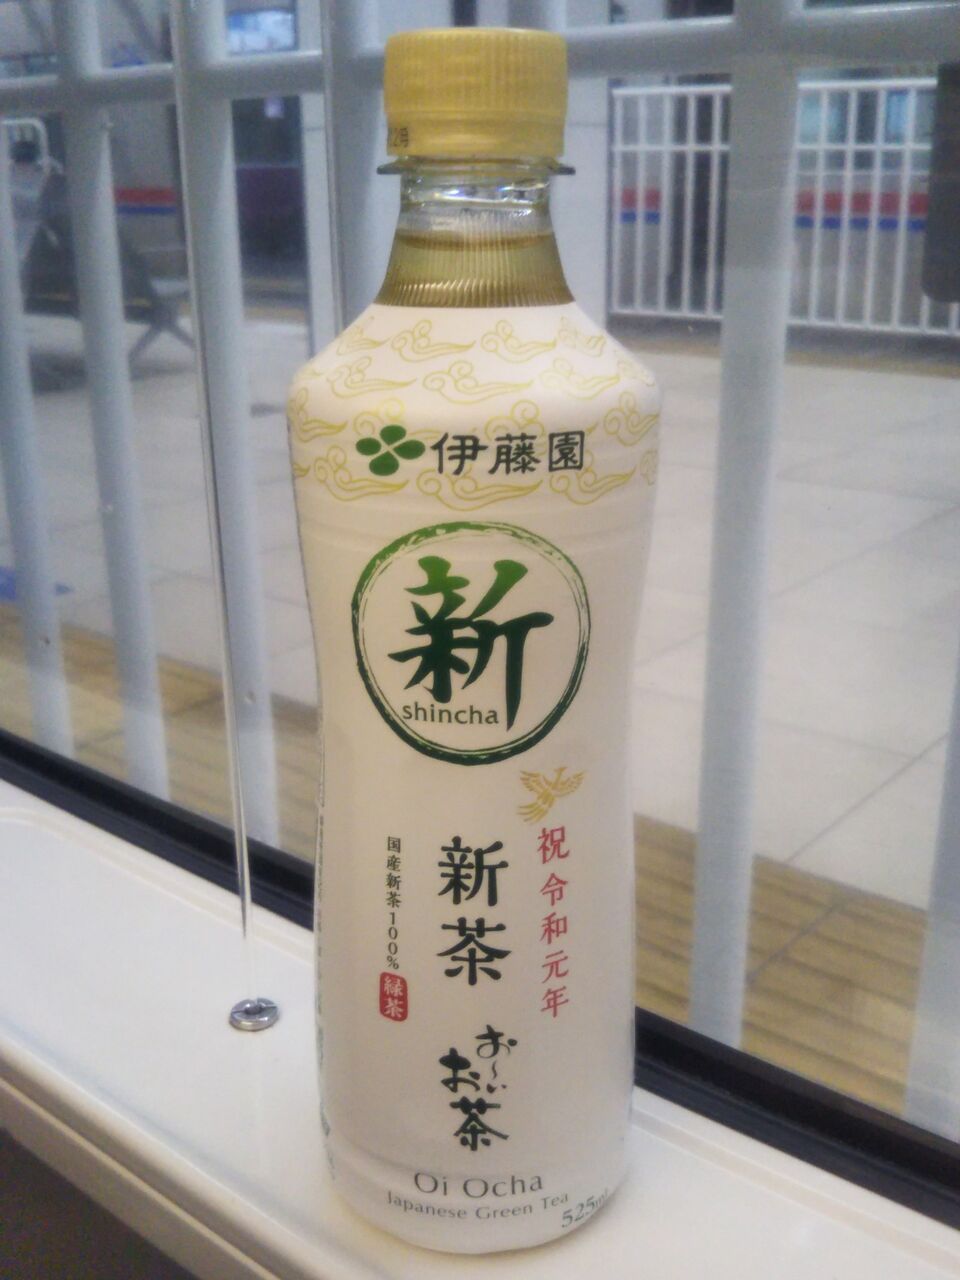 伊藤園
新
shincha
祝 令和元年
新茶
国産新茶100%
緑茶
お〜いお茶
Oi Ocha
Japanese Green Tea
525ml